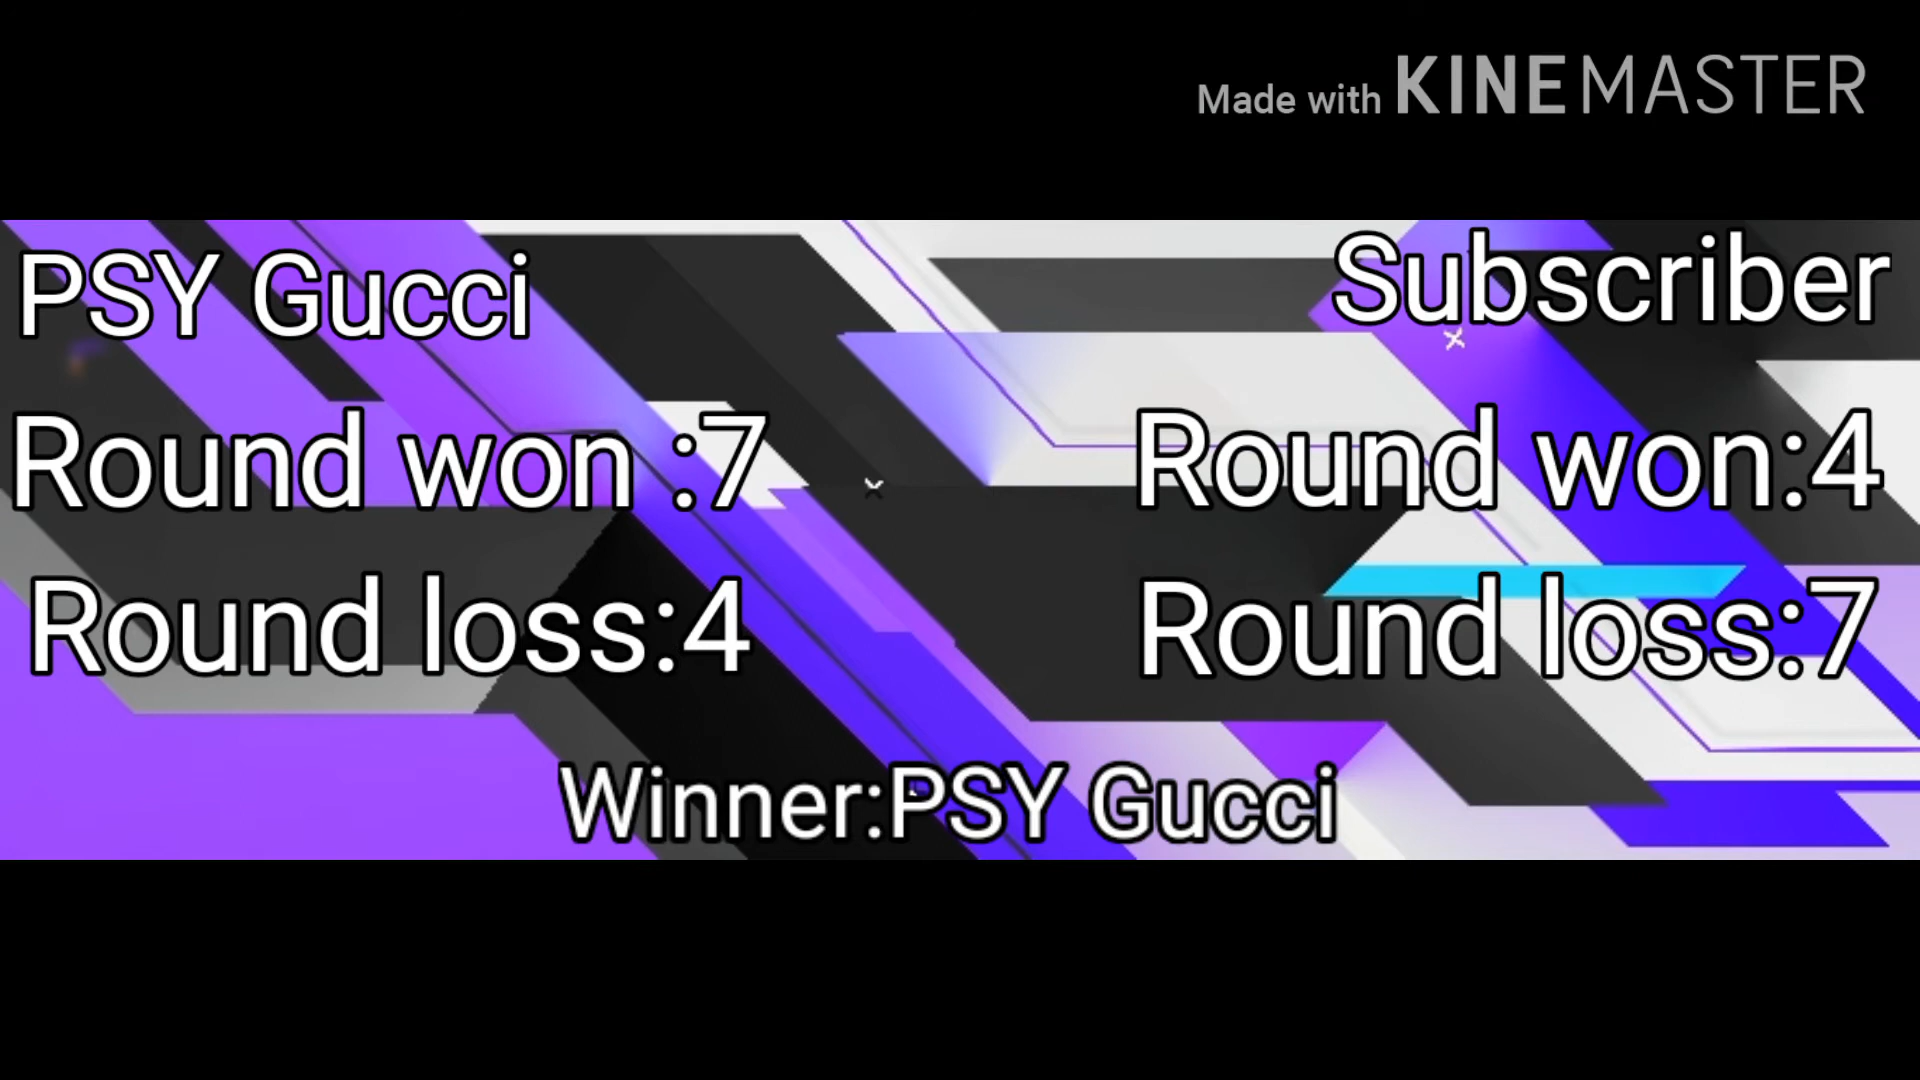 Made with KINEMASTER
PSY Gucci
Subscriber
Round won :7
Round won:4
Round loss:4
Round loss:7
Winner:PSY Gucci